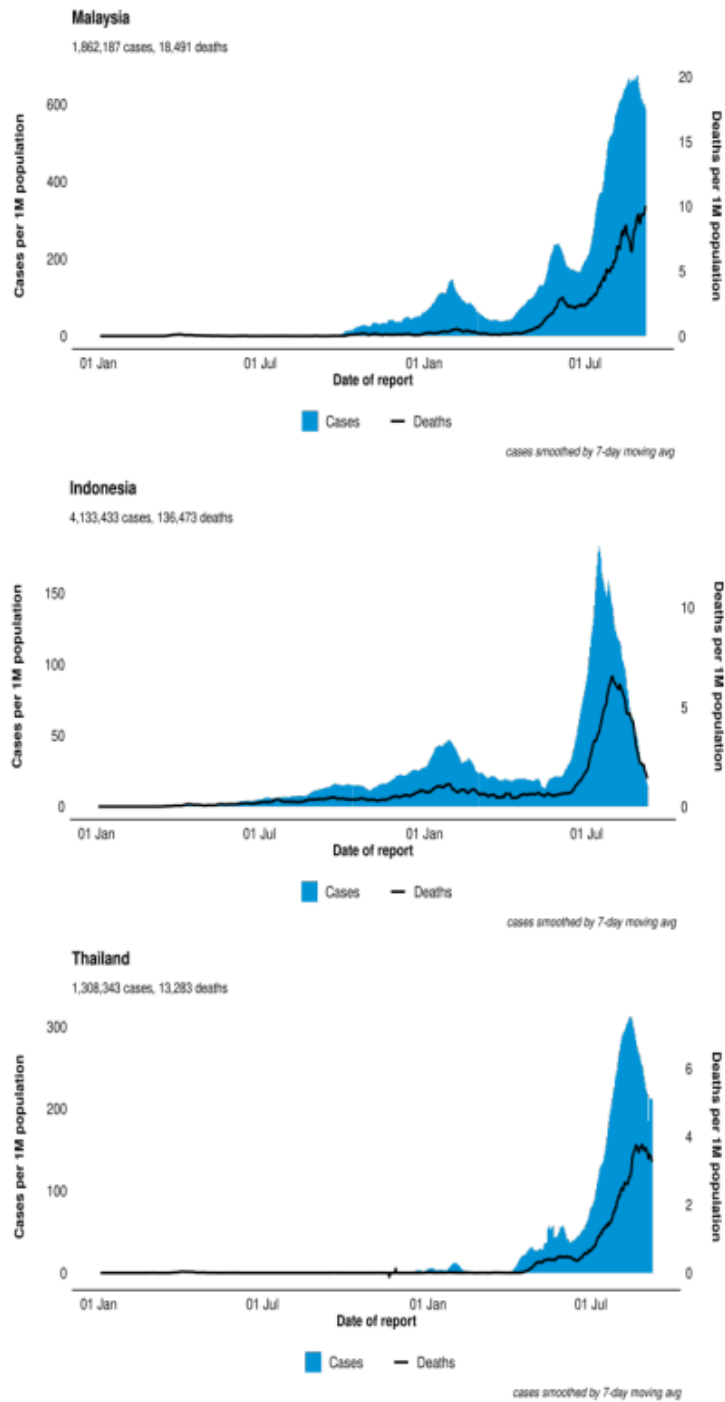 Malaysia
1,862,187 cases, 18,491 deaths
Cases per 1M population
600
400
200
0
Deaths per 1M population
20
15
10
5
0
01 Jan
01 Jul
01 Jan
01 Jul
Date of report
Cases
Deaths
cases smoothed by 7-day moving avg
Indonesia
4,133,433 cases, 136,473 deaths
Cases per 1M population
150
100
50
0
Deaths per 1M population
10
5
0
01 Jan
01 Jul
01 Jan
01 Jul
Date of report
Cases
Deaths
cases smoothed by 7-day moving avg
Thailand
1,308,343 cases, 13,283 deaths
Cases per 1M population
300
200
100
0
Deaths per 1M population
6
4
2
0
01 Jan
01 Jul
01 Jan
01 Jul
Date of report
Cases
Deaths
cases smoothed by 7-day moving avg